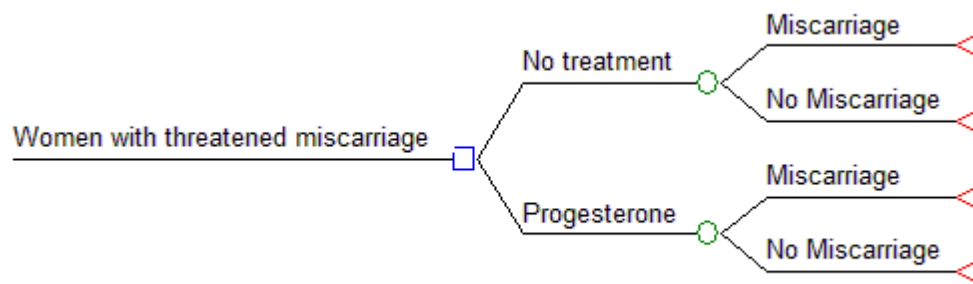 Miscarriage
No treatment
No Miscarriage
Women with threatened miscarriage
Miscarriage
Progesterone
No Miscarriage